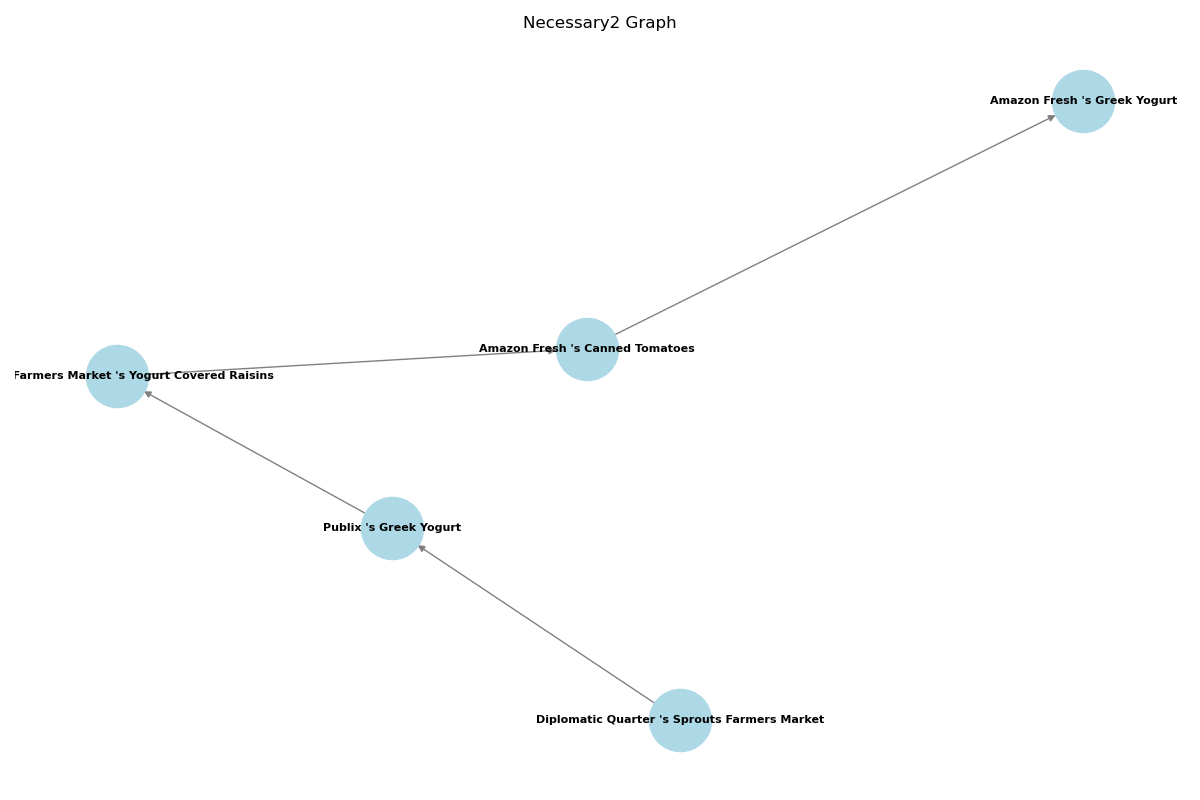 Necessary2 Graph
Amazon Fresh 's Greek Yogurt
Amazon Fresh 's Canned Tomatoes
Farmers Market 's Yogurt Covered Raisins
Publix 's Greek Yogurt
Diplomatic Quarter 's Sprouts Farmers Market